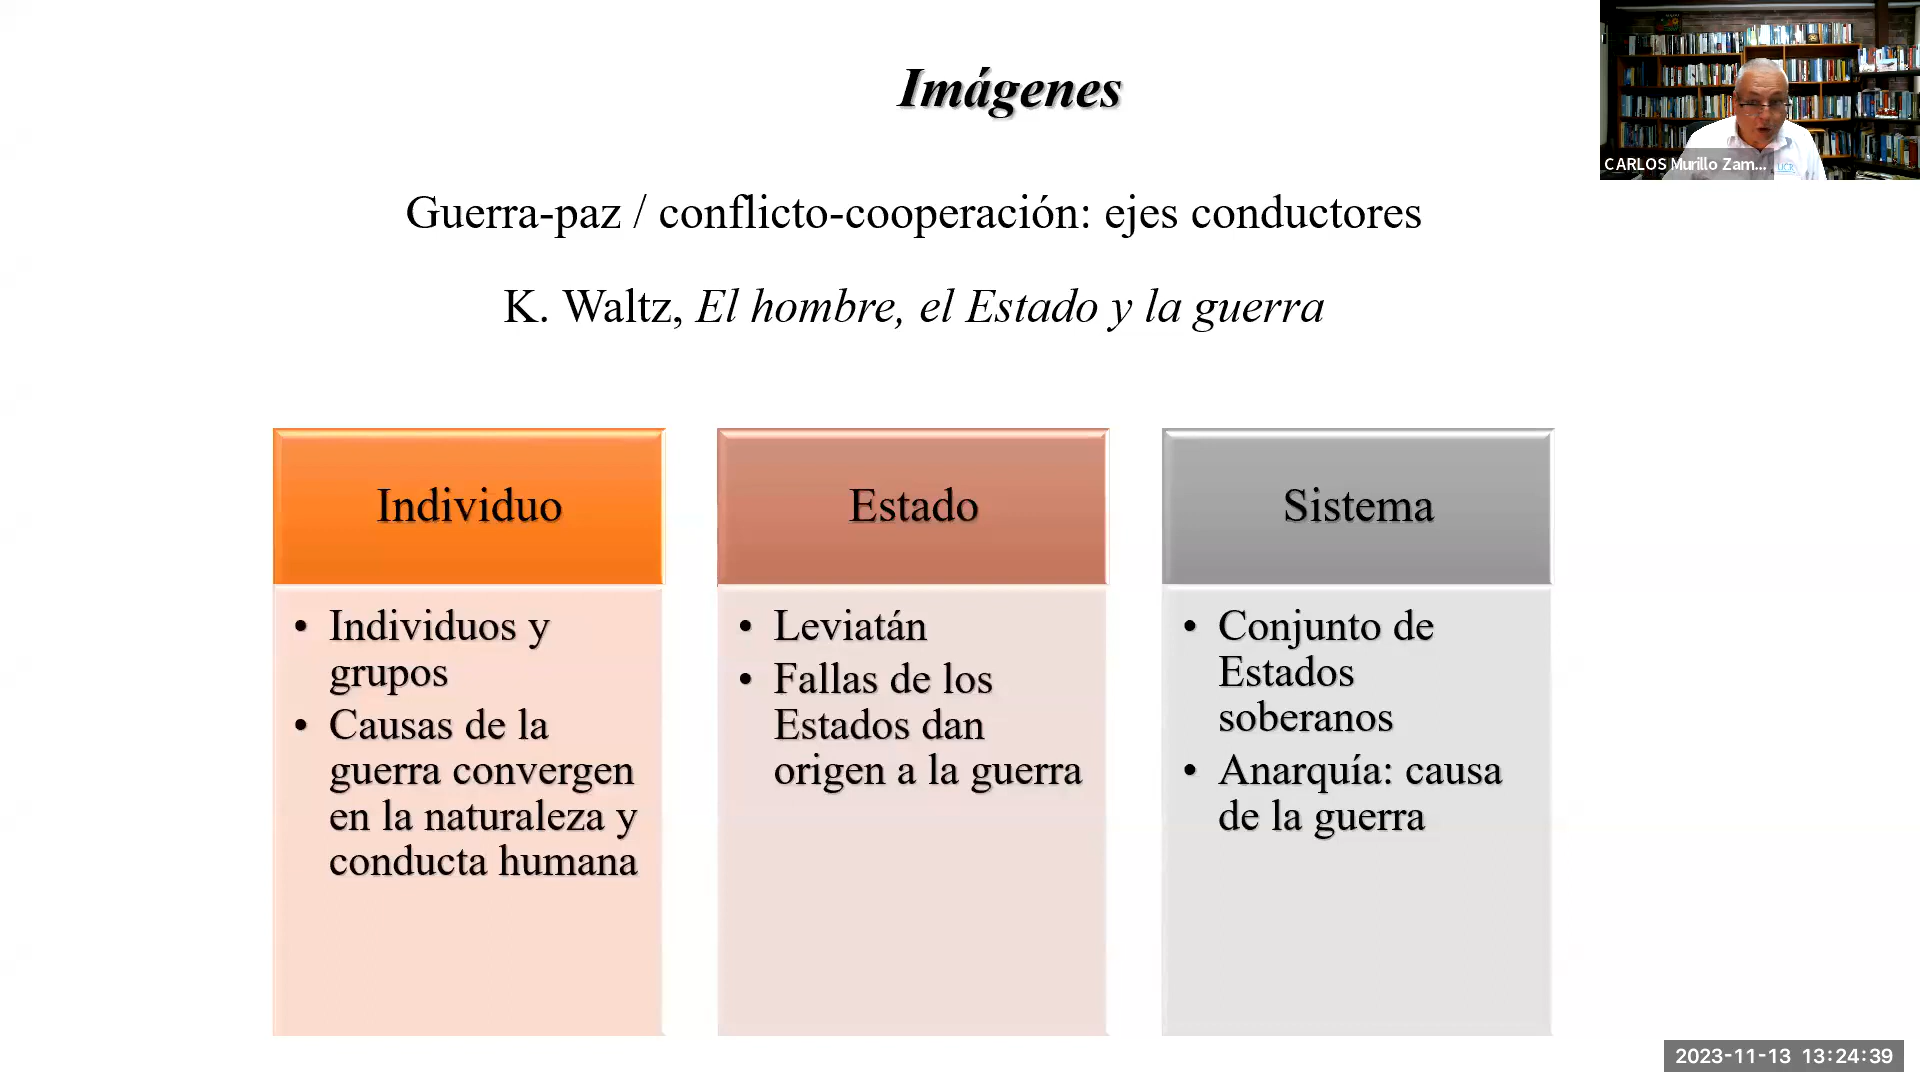 Imágenes
CARLOS Murillo Zam...
UCR
Guerra-paz / conflicto-cooperación: ejes conductores
K. Waltz, El hombre, el Estado y la guerra
Individuo
• Individuos y
grupos
• Causas de la
guerra convergen
en la naturaleza y
conducta humana
Estado
• Leviatán
• Fallas de los
Estados dan
origen a la guerra
Sistema
• Conjunto de
Estados
soberanos
• Anarquía: causa
de la guerra
2023-11-13 13:24:39